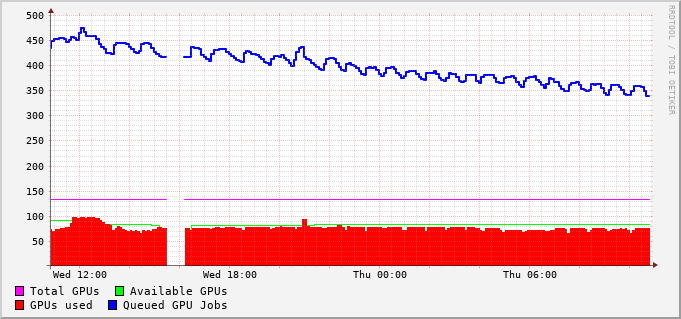 500
450
400
350
300
250
200
150
100
50
Wed 12:00 Wed 18:00 Thu 00:00 Thu 06:00
Total GPUs Available GPUs
GPUs used Queued GPU Jobs
RRDTOOL / TOBI OETIKER